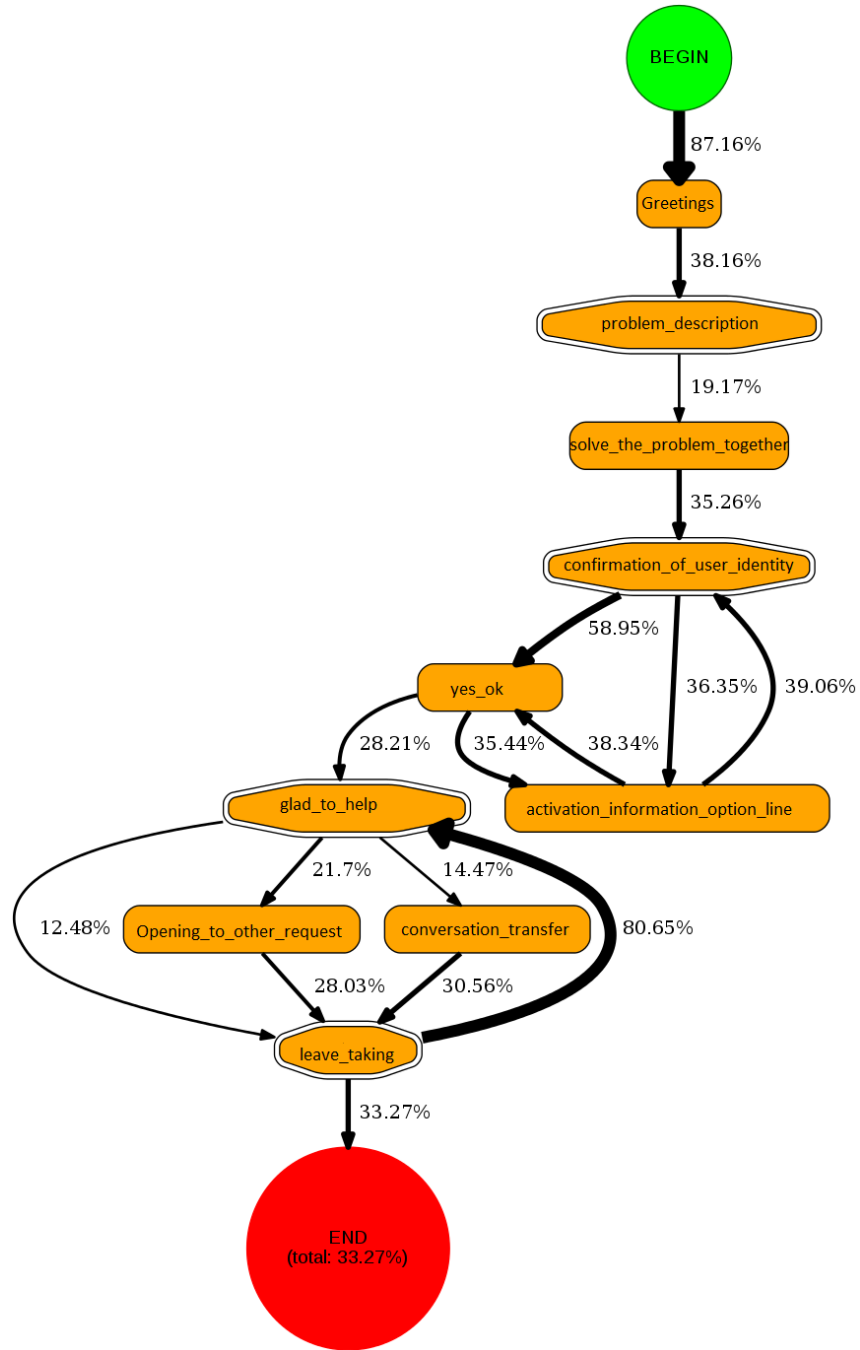 BEGIN
87.16%
Greetings
38.16%
problem_description
19.17%
solve_the_problem_together
35.26%
confirmation_of_user_identity
58.95%
36.35%
39.06%
yes_ok
28.21%
35.44%
38.34%
glad_to_help
activation_information_option_line
21.7%
14.47%
12.48%
80.65%
Opening_to_other_request
conversation_transfer
28.03%
30.56%
leave_taking
33.27%
END
(total: 33.27%)